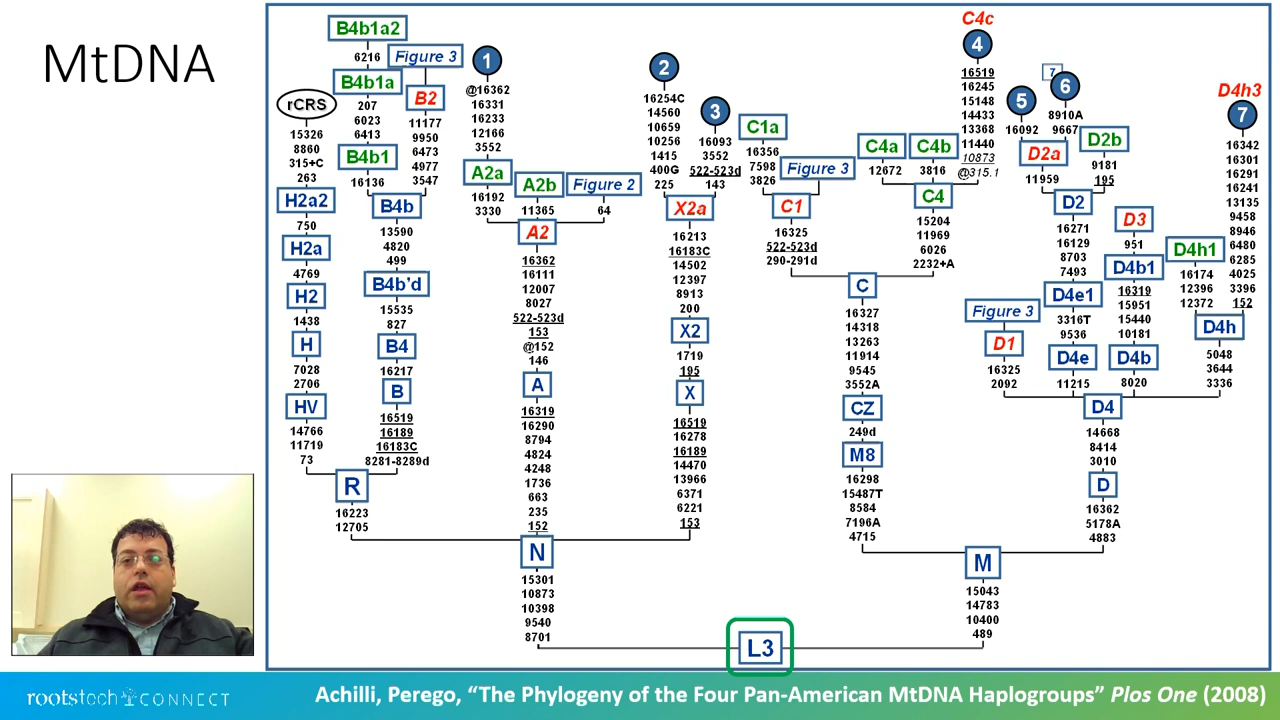 MtDNA
rCRS
15326
8860
315+C
263
H2a2
750
H2a
4769
H2
1438
H
7028
2706
HV
14766
11719
73
B4b1a2
6216
B4b1a
207
6023
6413
B4b1
16136
Figure 3
B2
11177
9950
6473
4977
3547
B4b
13590
4820
499
B4b'd
15535
827
B4
16217
B
16519
16189
16183C
8281-8289d
R
16223
12705
1
@16362
16331
16233
12166
3552
A2a
16192
3330
A2b
11365
Figure 2
64
A2
16362
16111
12007
8027
522-523d
153
@152
146
A
16319
16290
8794
4824
4248
1736
663
235
152
2
16254C
14560
10659
10256
1415
400G
225
3
16093
3552
522-523d
143
X2a
16213
16183C
14502
12397
8913
200
X2
1719
195
X
16519
16278
16189
14470
13966
6371
6221
153
N
15301
10873
10398
9540
8701
C1a
16356
7598
3826
Figure 3
C1
16325
522-523d
290-291d
C4a
12672
C4b
3816
C4c
4
16519
16245
15148
14433
13368
11440
10873
@315.1
C4
15204
11969
6026
2232+A
C
16327
14318
13263
11914
9545
3552A
CZ
249d
M8
16298
15487T
8584
7196A
4715
Figure 3
D1
16325
2092
5
16092
7
6
8910A
9667
D2a
11959
D2b
9181
195
D2
16271
16129
8703
7493
D4e1
3316T
9536
D4e
11215
D3
951
D4b1
16319
15951
15440
10181
D4b
8020
D4h1
16174
12396
12372
D4h3
7
16342
16301
16291
16241
13135
9458
8946
6480
6285
4025
3396
152
D4h
5048
3644
3336
D4
14668
8414
3010
D
16362
5178A
4883
M
15043
14783
10400
489
L3
rootstech CONNECT
Achilli, Perego, “The Phylogeny of the Four Pan-American MtDNA Haplogroups” Plos One (2008)